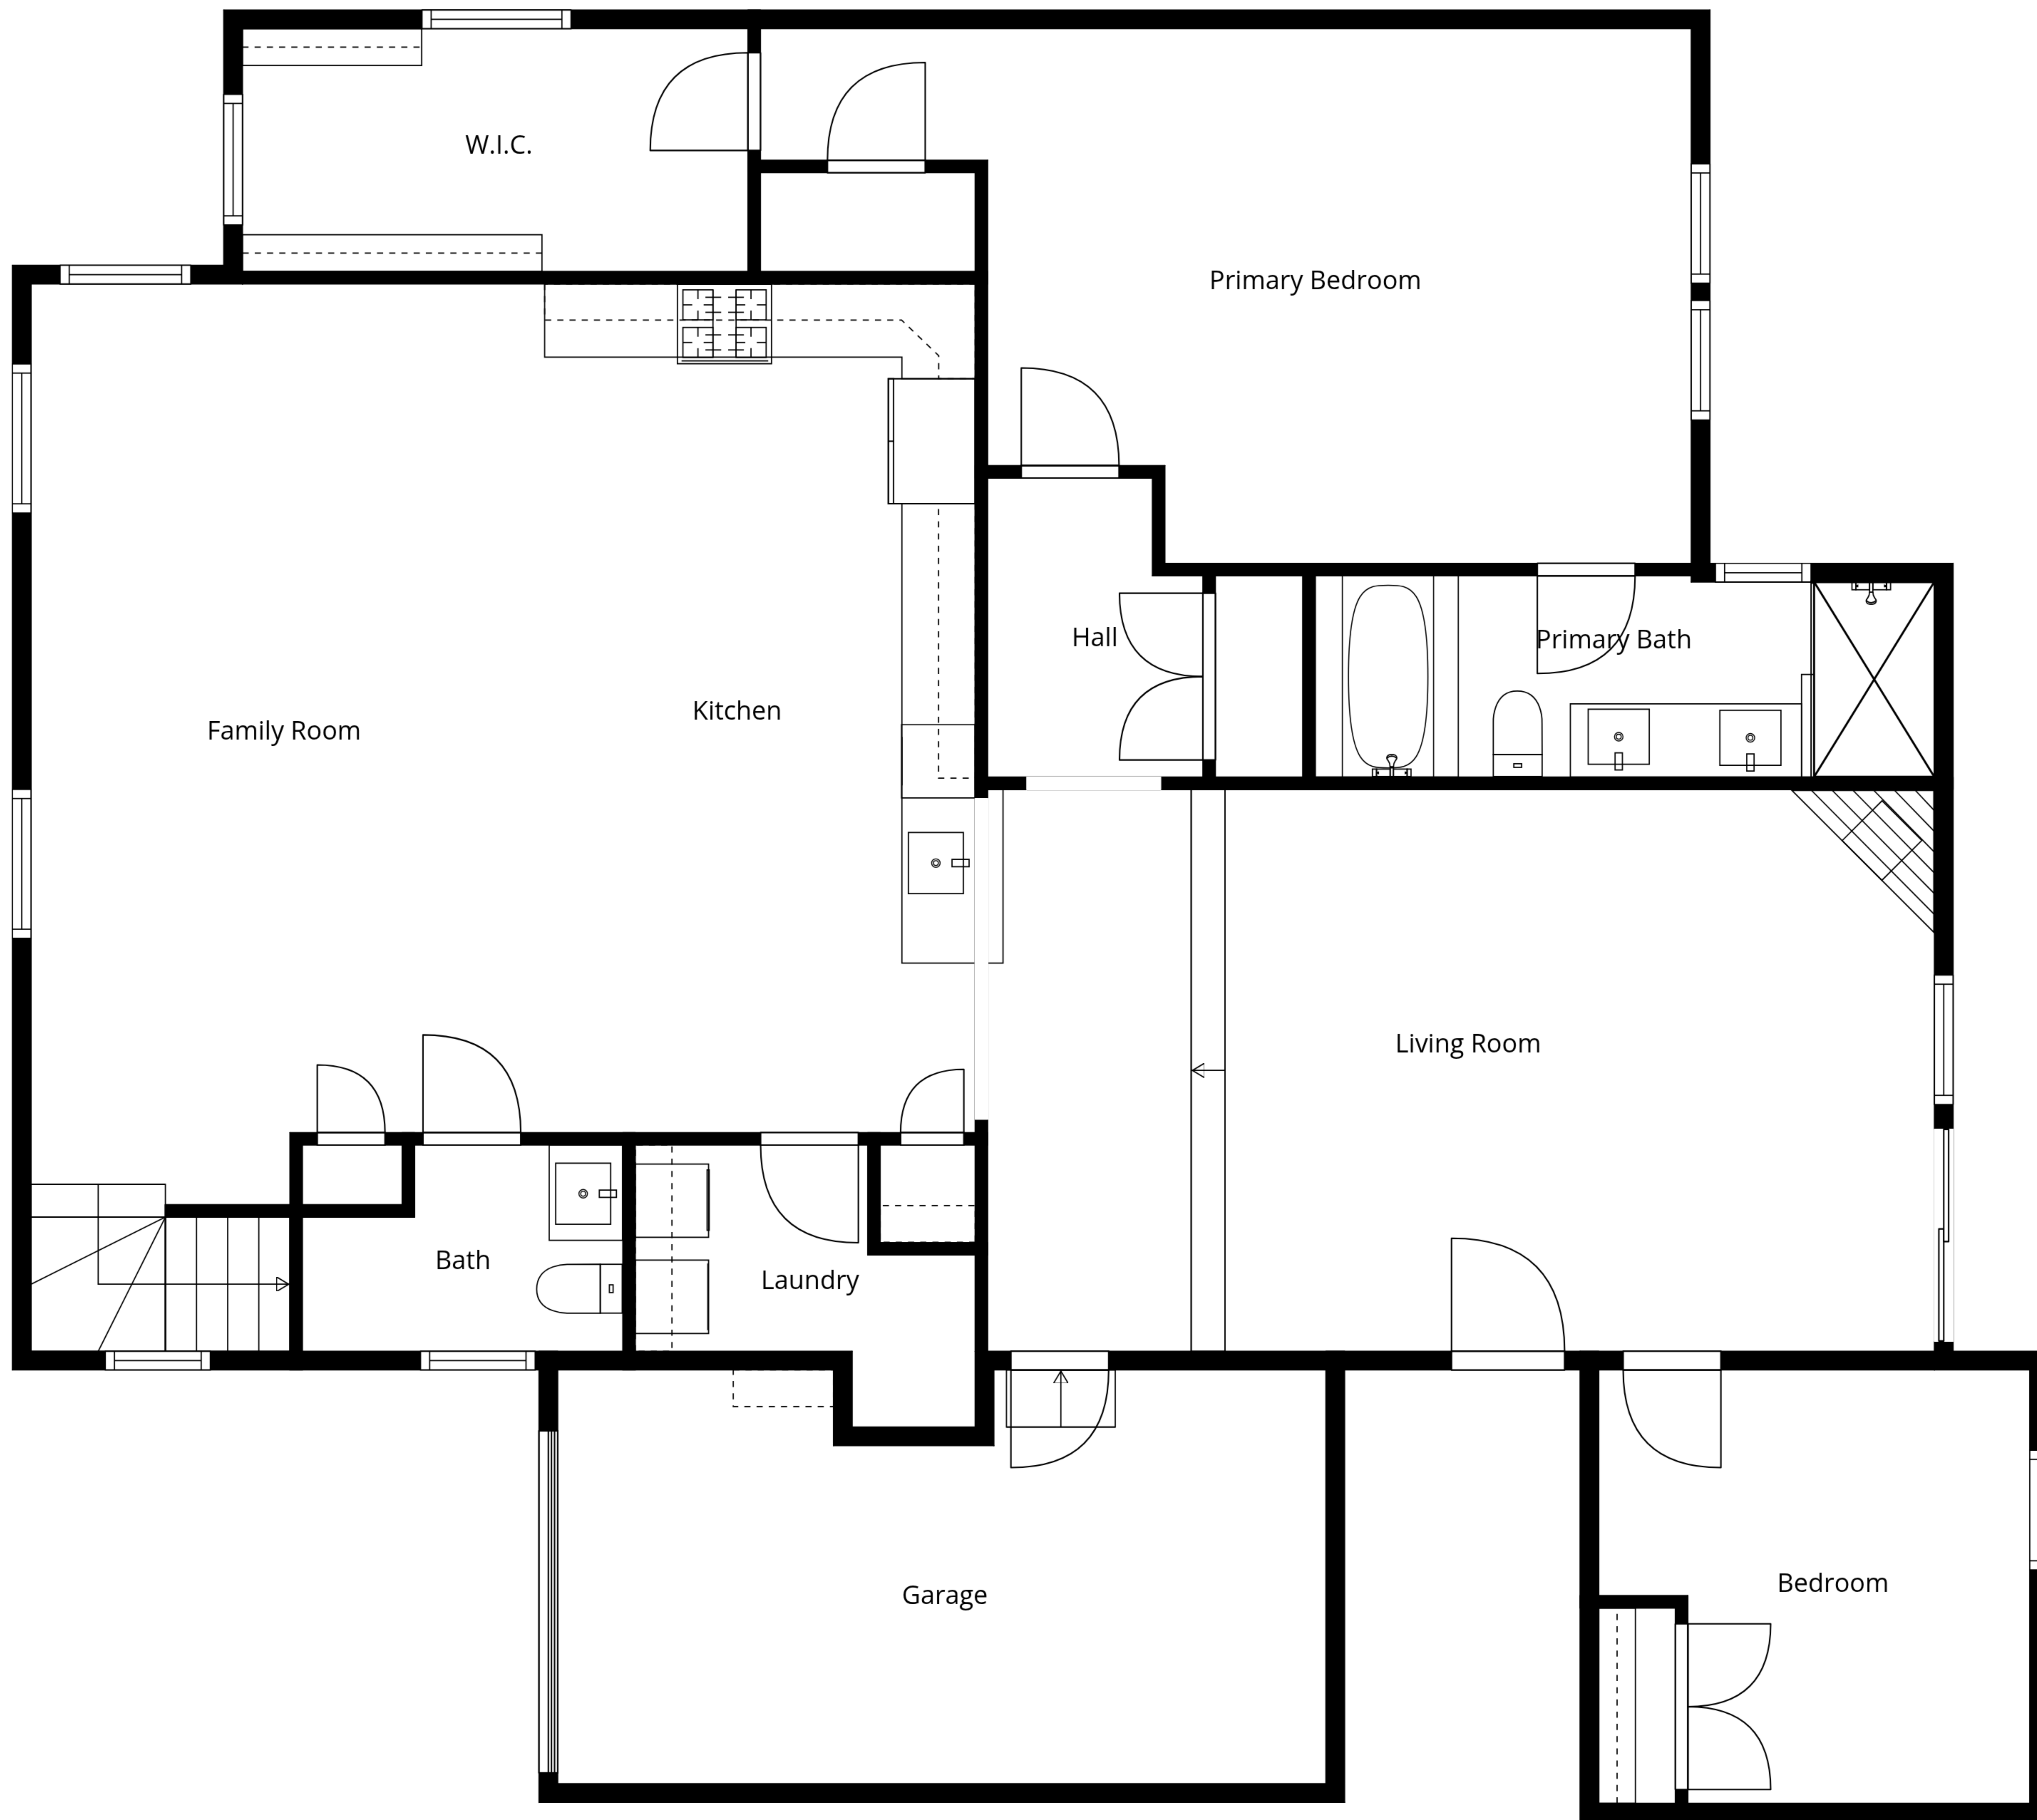 W.I.C.
Primary Bedroom
Hall
Primary Bath
Kitchen
Family Room
Living Room
Bath
Laundry
Bedroom
Garage